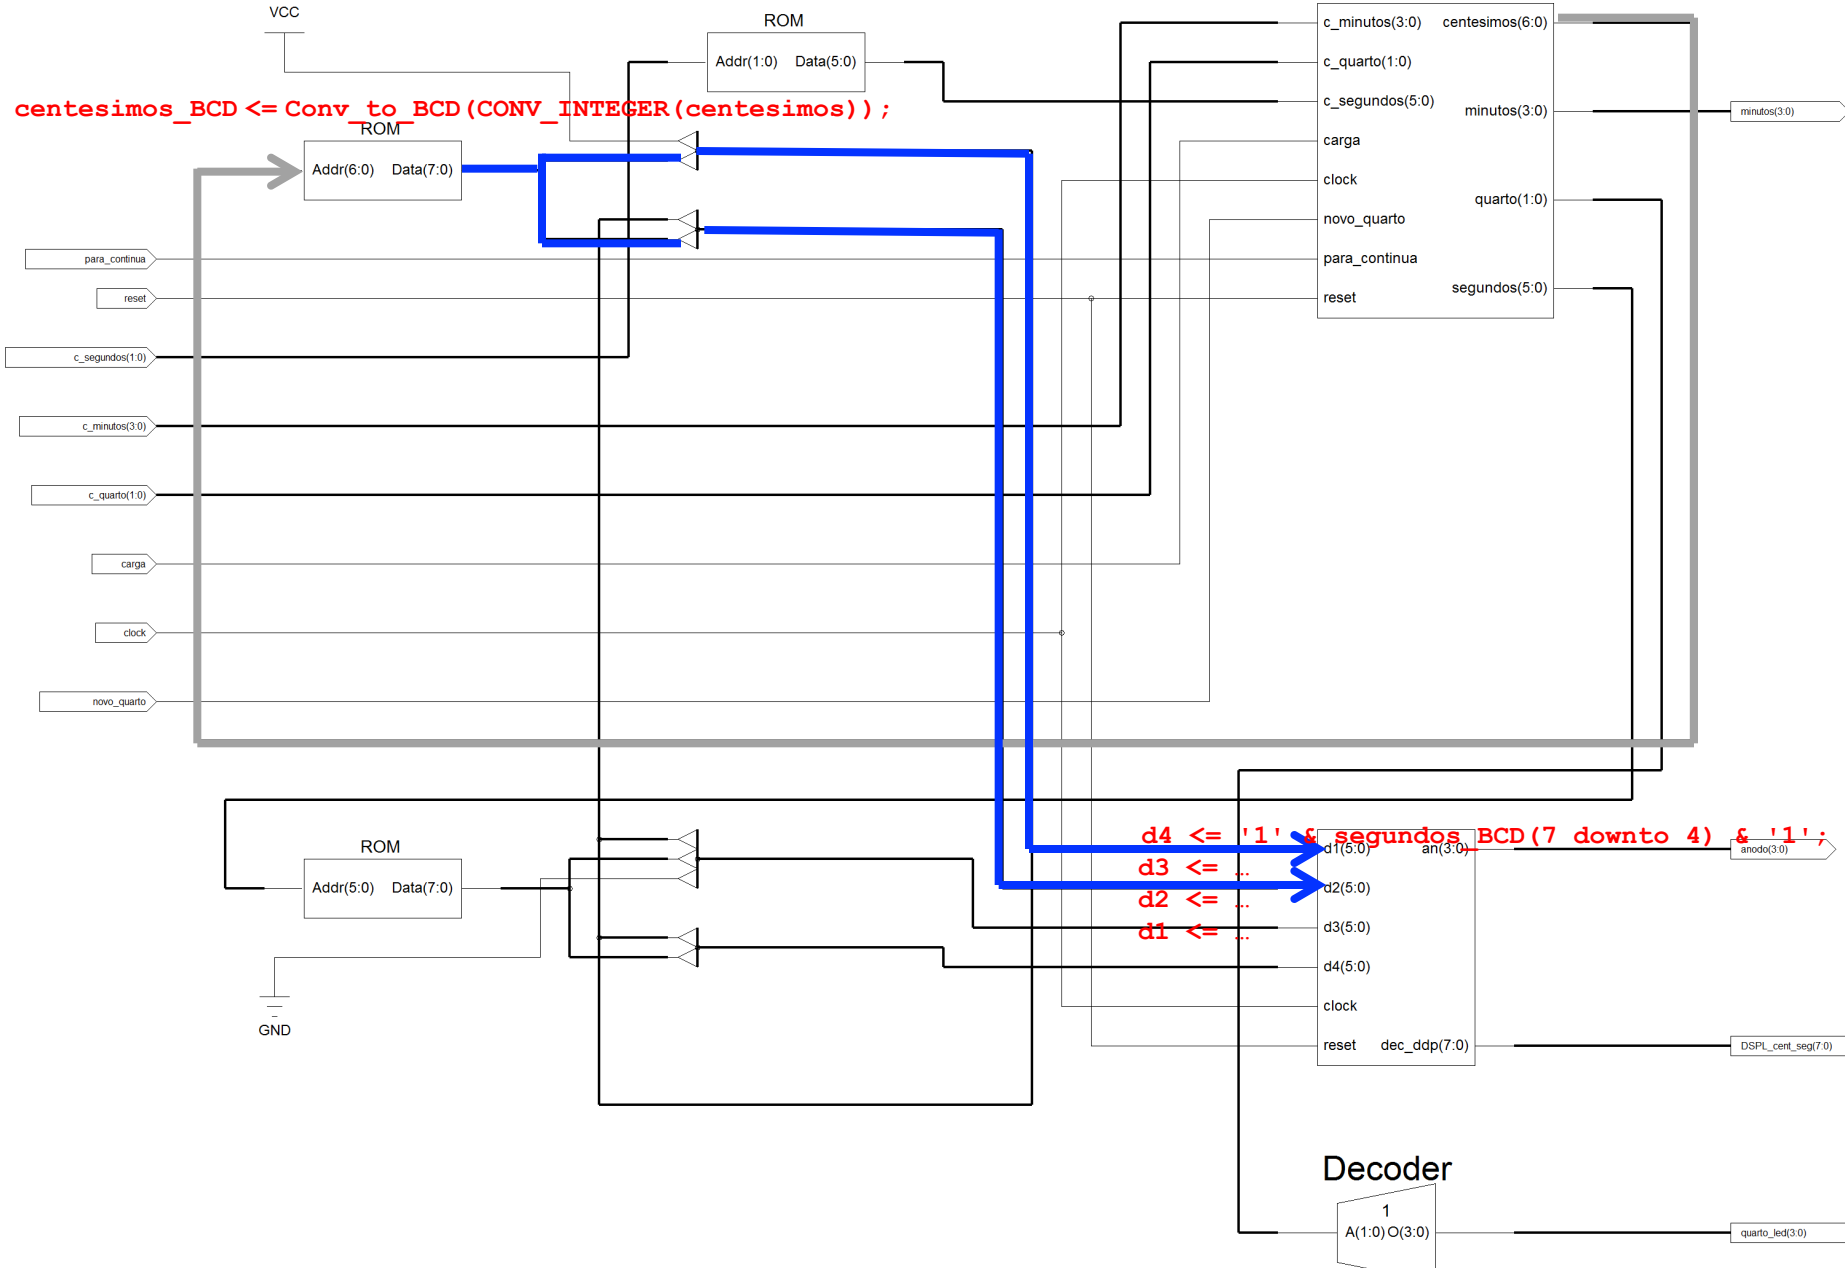 VCC
ROM
Addr(1:0) Data(5:0)
centesimos_BCD <= Conv_to_BCD(CONV_INTEGER(centesimos));
ROM
Addr(6:0) Data(7:0)
c_minutos(3:0) centesimos(6:0)
c_quarto(1:0)
c_segundos(5:0)
minutos(3:0)
carga
clock
quarto(1:0)
novo_quarto
para_continua
segundos(5:0)
reset
minutos(3:0)
para_continua
reset
c_segundos(1:0)
c_minutos(3:0)
c_quarto(1:0)
carga
clock
novo_quarto
ROM
Addr(5:0) Data(7:0)
GND
d4 <= '1' & segundos_BCD(7 downto 4) & '1';
d3 <= …
d2 <= …
d1 <= …
d1(5:0) an(3:0)
d2(5:0)
d3(5:0)
d4(5:0)
clock
reset dec_ddp(7:0)
anodo(3:0)
DSPL_cent_seg(7:0)
Decoder
1
A(1:0) O(3:0)
quarto_led(3:0)